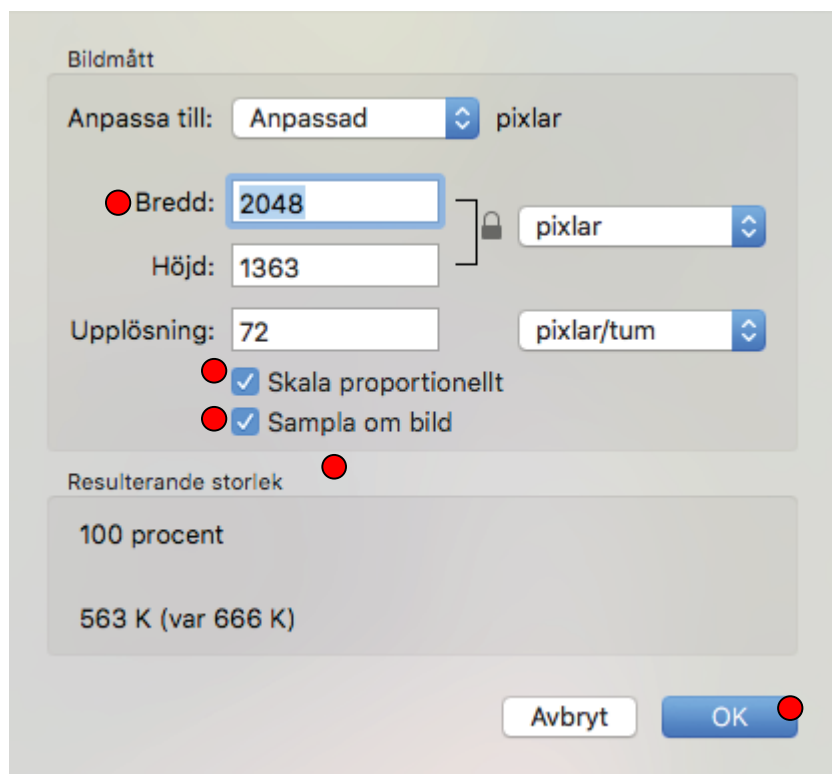 Bildmått
Anpassa till: Anpassad pixlar
Bredd: 2048 pixlar
Höjd: 1363
Upplösning: 72 pixlar/tum
Skala proportionellt
Sampla om bild
Resulterande storlek
100 procent
563 K (var 666 K)
Avbryt OK